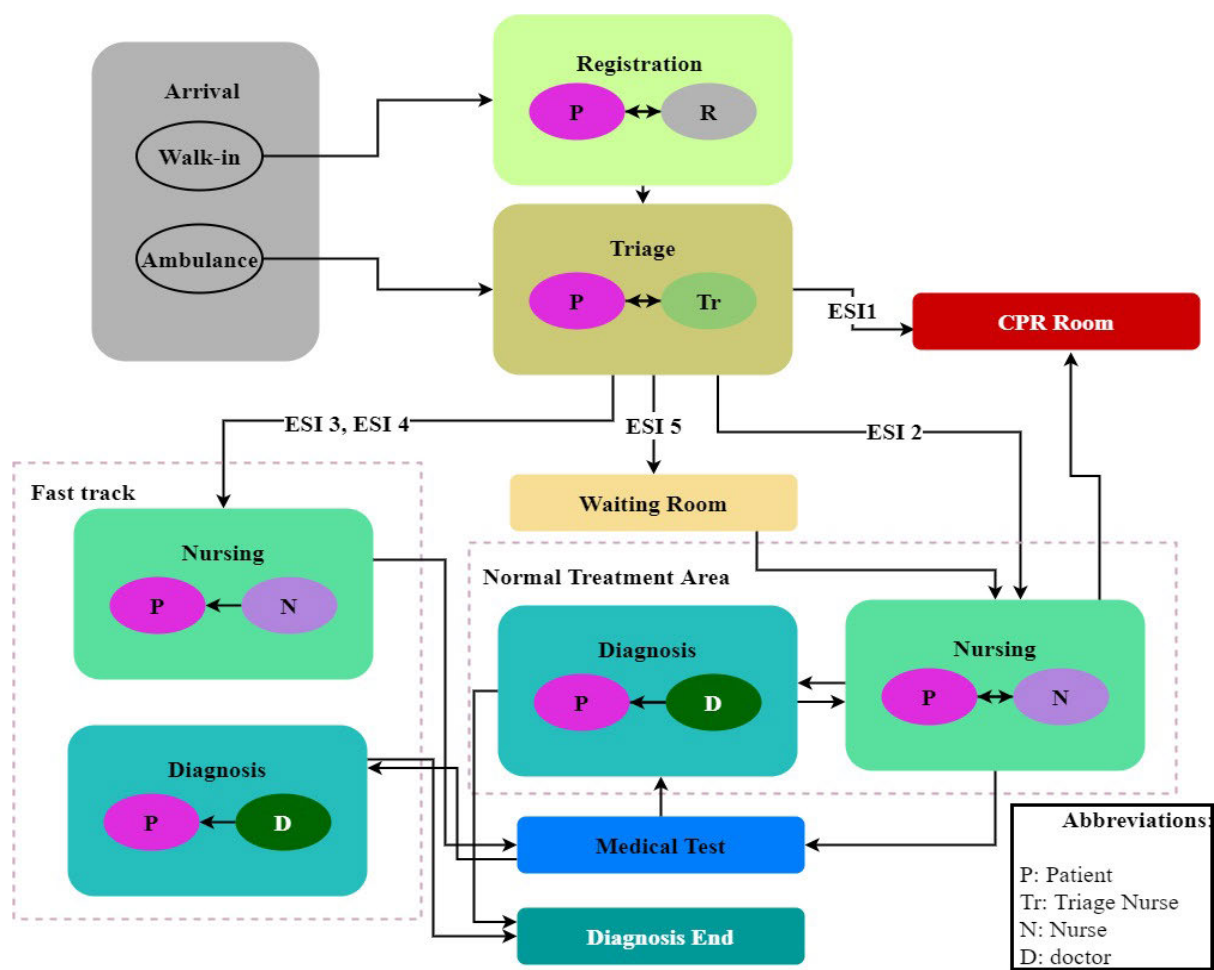 Arrival
Walk-in
Ambulance
Registration
P
R
Triage
P
Tr
ESI1
CPR Room
ESI 3, ESI 4
ESI 5
ESI 2
Fast track
Nursing
P
N
Diagnosis
P
D
Waiting Room
Normal Treatment Area
Diagnosis
P
D
Nursing
P
N
Medical Test
Diagnosis End
Abbreviations:
P: Patient
Tr: Triage Nurse
N: Nurse
D: doctor